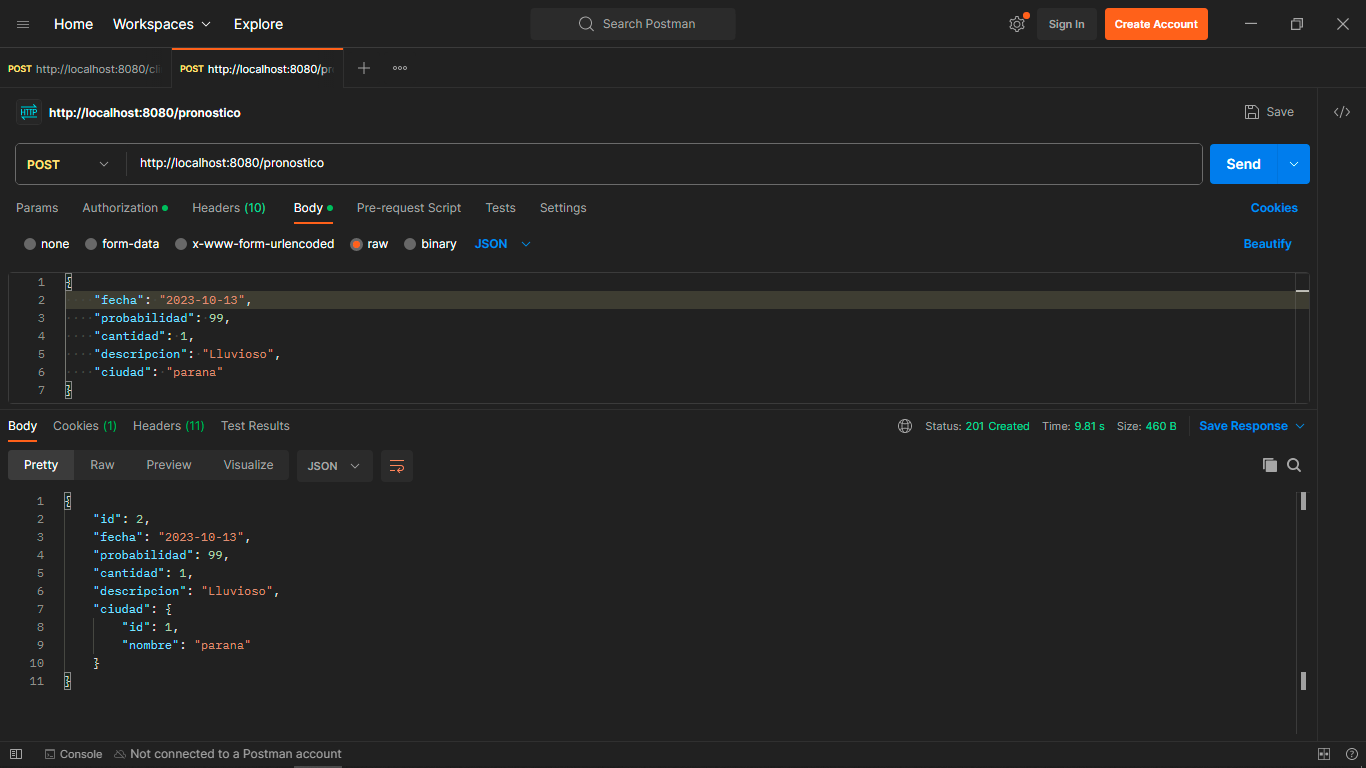 Home Workspaces Explore Search Postman Sign In Create Account
POST http://localhost:8080/cli POST http://localhost:8080/pr
HTTP http://localhost:8080/pronostico Save
POST http://localhost:8080/pronostico Send
Params Authorization Headers (10) Body Pre-request Script Tests Settings Cookies
none form-data x-www-form-urlencoded raw binary JSON Beautify
1 {
2 "fecha": "2023-10-13",
3 "probabilidad": 99,
4 "cantidad": 1,
5 "descripcion": "Lluvioso",
6 "ciudad": "parana"
7 }
Body Cookies (1) Headers (11) Test Results Status: 201 Created Time: 9.81 s Size: 460 B Save Response
Pretty Raw Preview Visualize JSON
1 {
2 "id": 2,
3 "fecha": "2023-10-13",
4 "probabilidad": 99,
5 "cantidad": 1,
6 "descripcion": "Lluvioso",
7 "ciudad": {
8 "id": 1,
9 "nombre": "parana"
10 }
11 }
Console Not connected to a Postman account